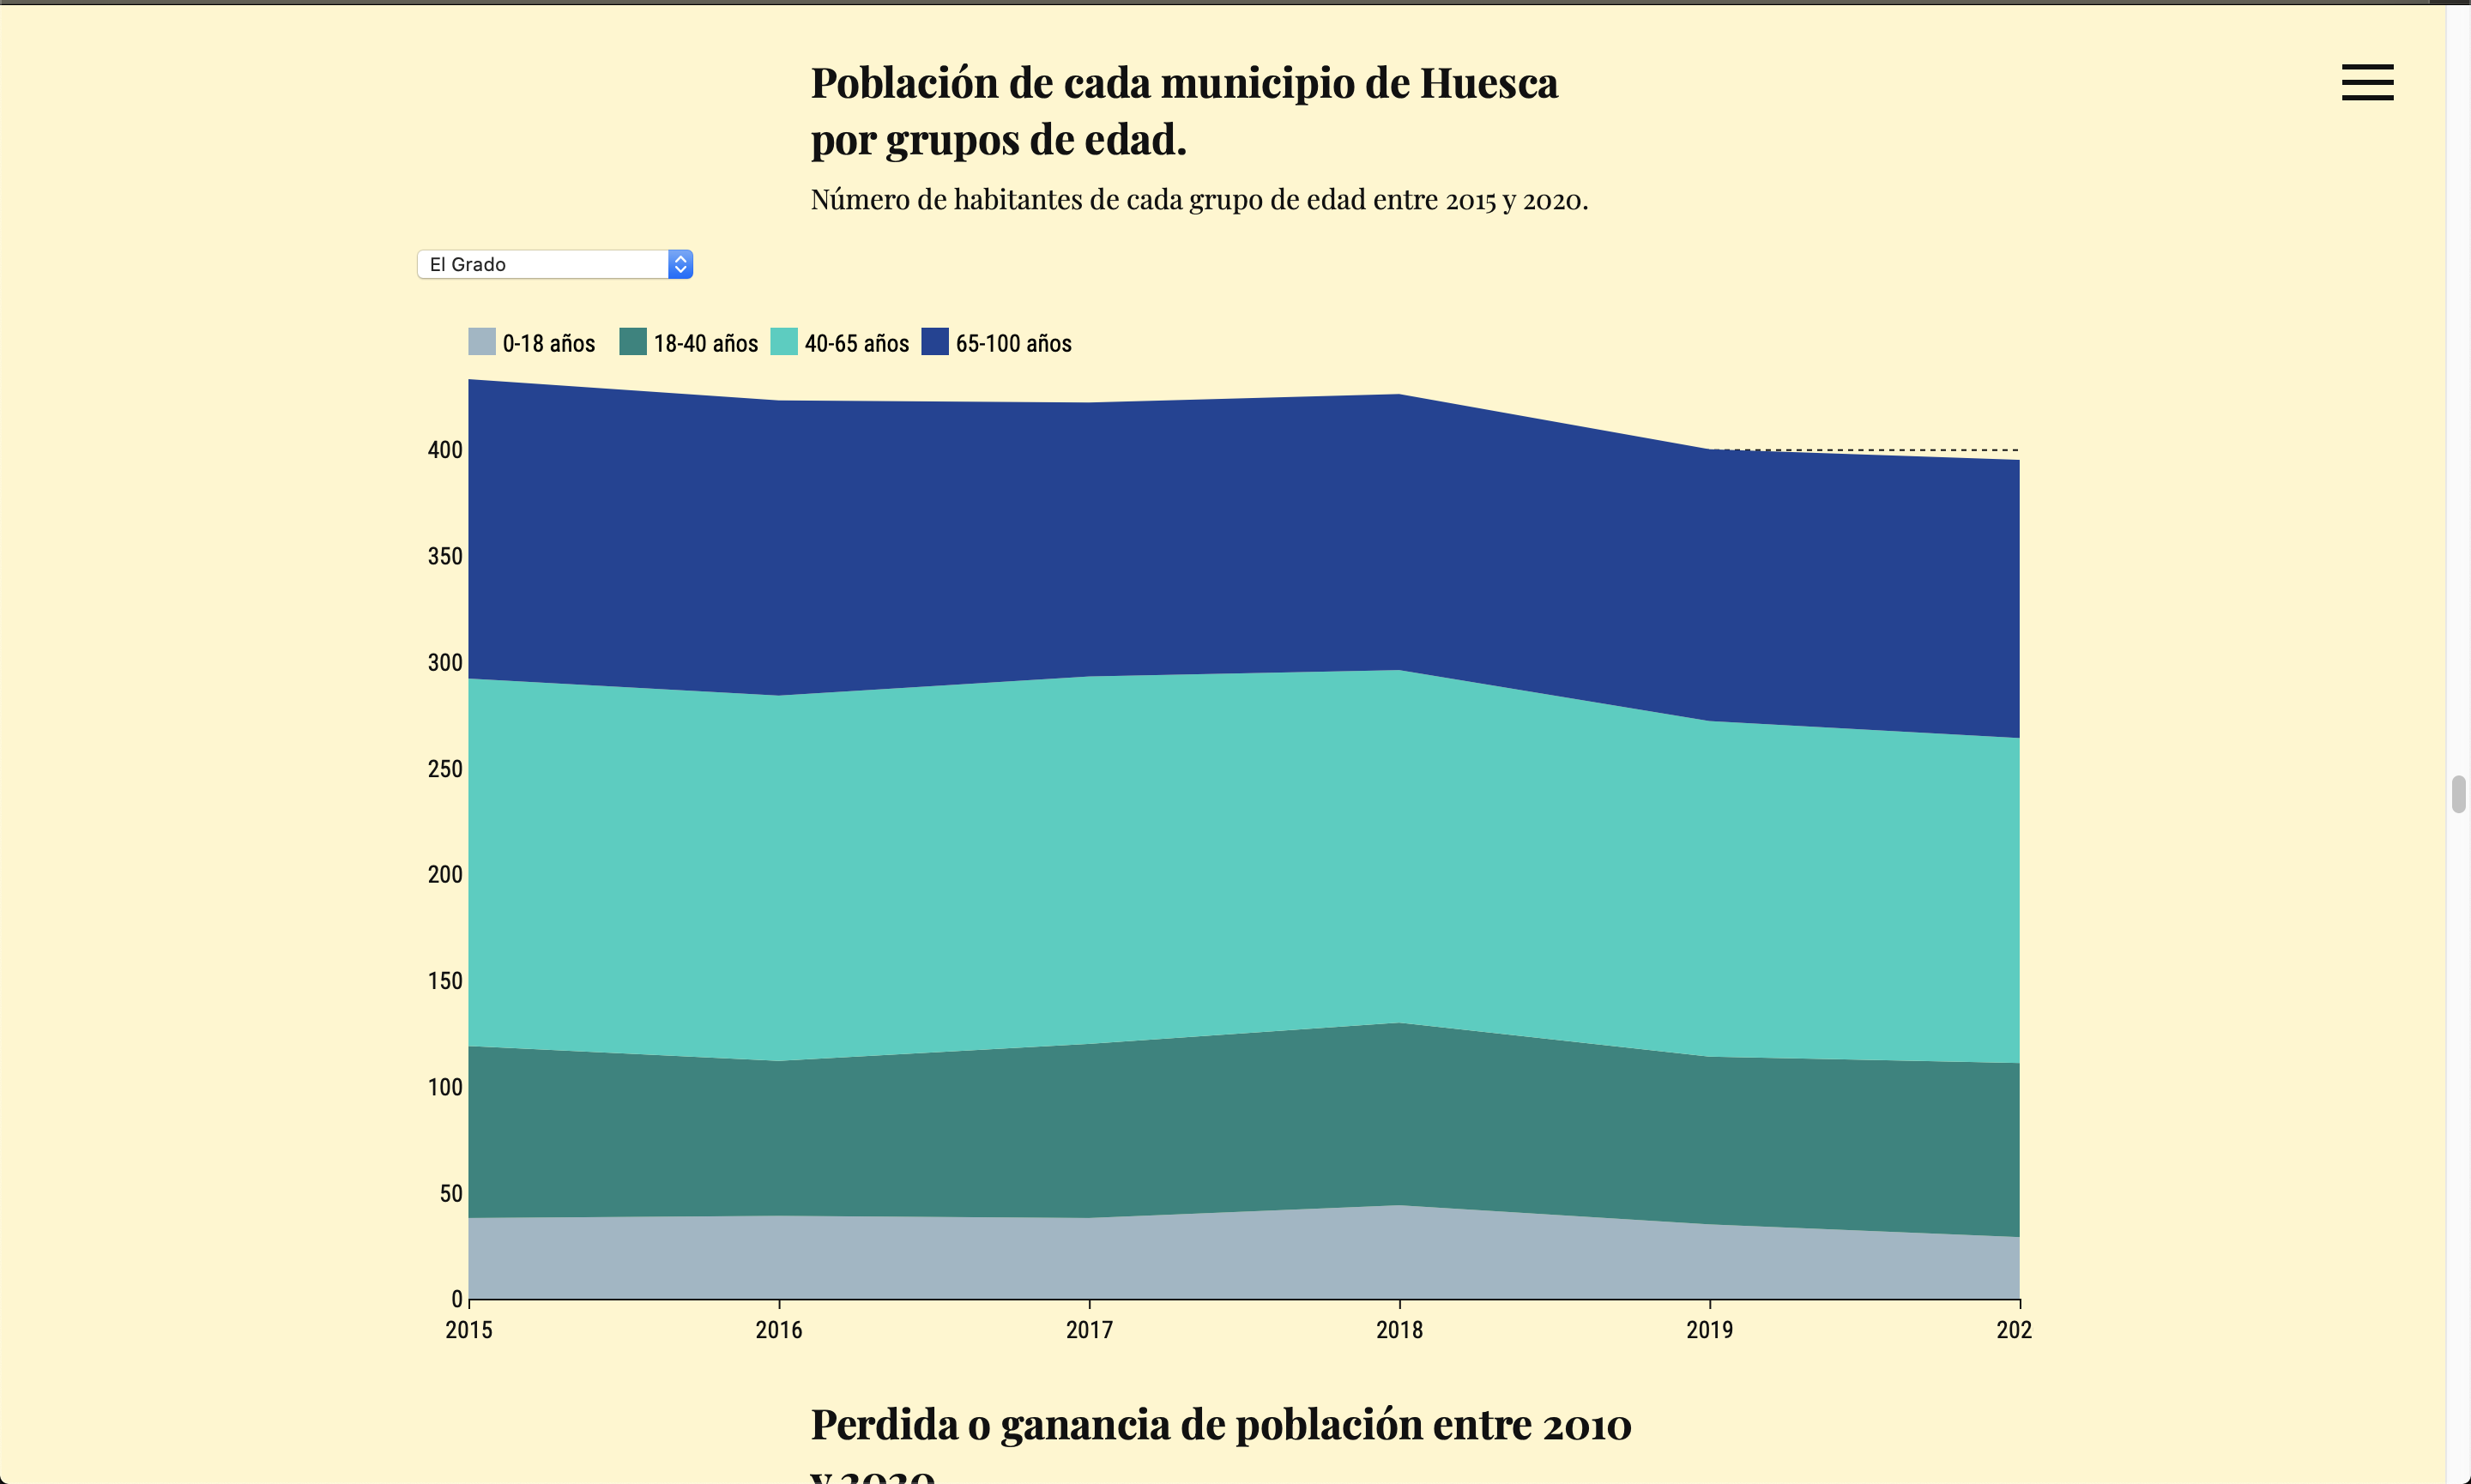 Población de cada municipio de Huesca
por grupos de edad.
Número de habitantes de cada grupo de edad entre 2015 y 2020.
El Grado
0-18 años 18-40 años 40-65 años 65-100 años
400
350
300
250
200
150
100
50
0
2015 2016 2017 2018 2019 202
Perdida o ganancia de población entre 2010
y 2020